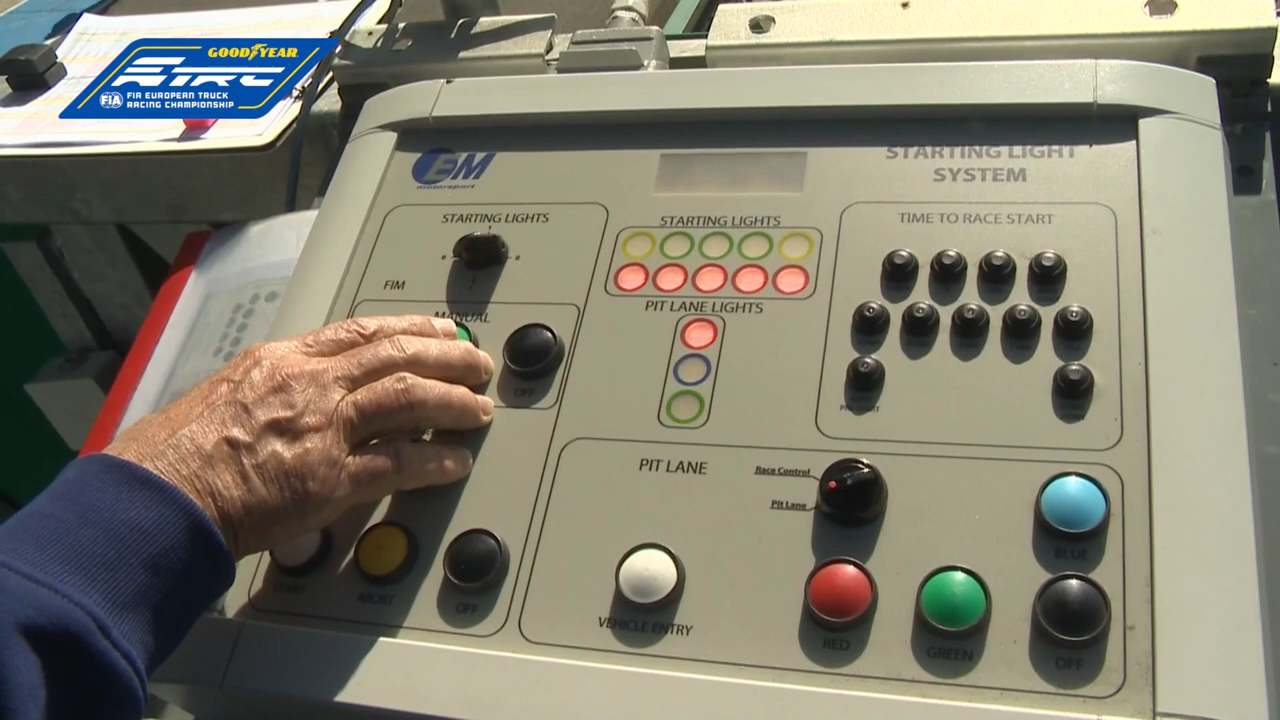 GOODYEAR
ETRC
FIA FIA EUROPEAN TRUCK
RACING CHAMPIONSHIP
EM
motorsport
STARTING LIGHT
SYSTEM
STARTING LIGHTS
FIM
MANUAL
OFF
STARTING LIGHTS
PIT LANE LIGHTS
TIME TO RACE START
START
ABORT
OFF
PIT LANE
Race Control
Pit Lane
VEHICLE ENTRY
RED
GREEN
BLUE
OFF